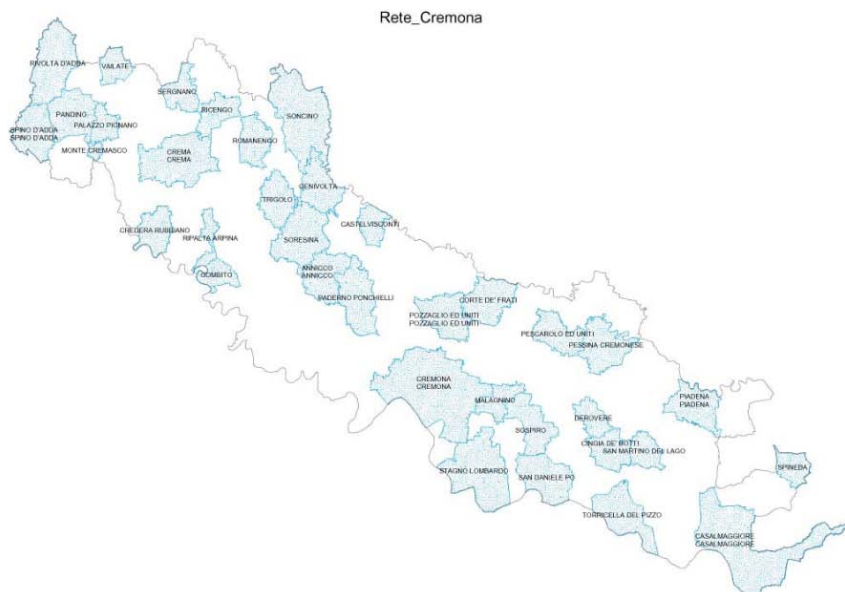 Rete_Cremona
RIVOLTA D'ADDA
VAILATE
SERGNANO
PANDINO
RICENGO
SONCINO
SPINO D'ADDA
SPINO D'ADDA
PALAZZO PIGNANO
ROMANENGO
MONTE CREMASCO
CREMA
CREMA
GENIVOLTA
TRIGOLO
CASTELVISCONTI
CREDERA RUBBIANO
RIPALTA ARPINA
SORESINA
GOMBITO
ANNICCO
ANNICCO
PADERNO PONCHIELLI
CORTE DE' FRATI
POZZAGLIO ED UNITI
POZZAGLIO ED UNITI
PESCAROLO ED UNITI
PESSINA CREMONESE
CREMONA
CREMONA
MALAGNINO
PIADENA
PIADENA
DEROVERE
SOSPIRO
CINGIA DE' BOTTI
SAN MARTINO DEL LAGO
STAGNO LOMBARDO
SAN DANIELE PO
SPINEDA
TORRICELLA DEL PIZZO
CASALMAGGIORE
CASALMAGGIORE